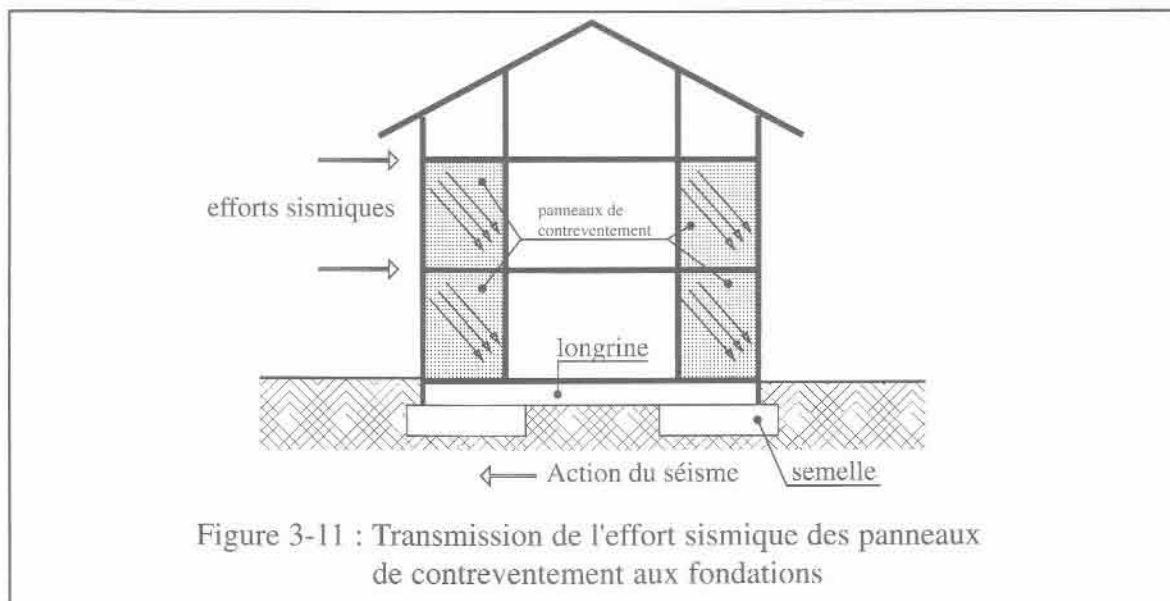 efforts sismiques
panneaux de
contreventement
longrine
Action du séisme
semelle
Figure 3-11 : Transmission de l'effort sismique des panneaux
de contreventement aux fondations